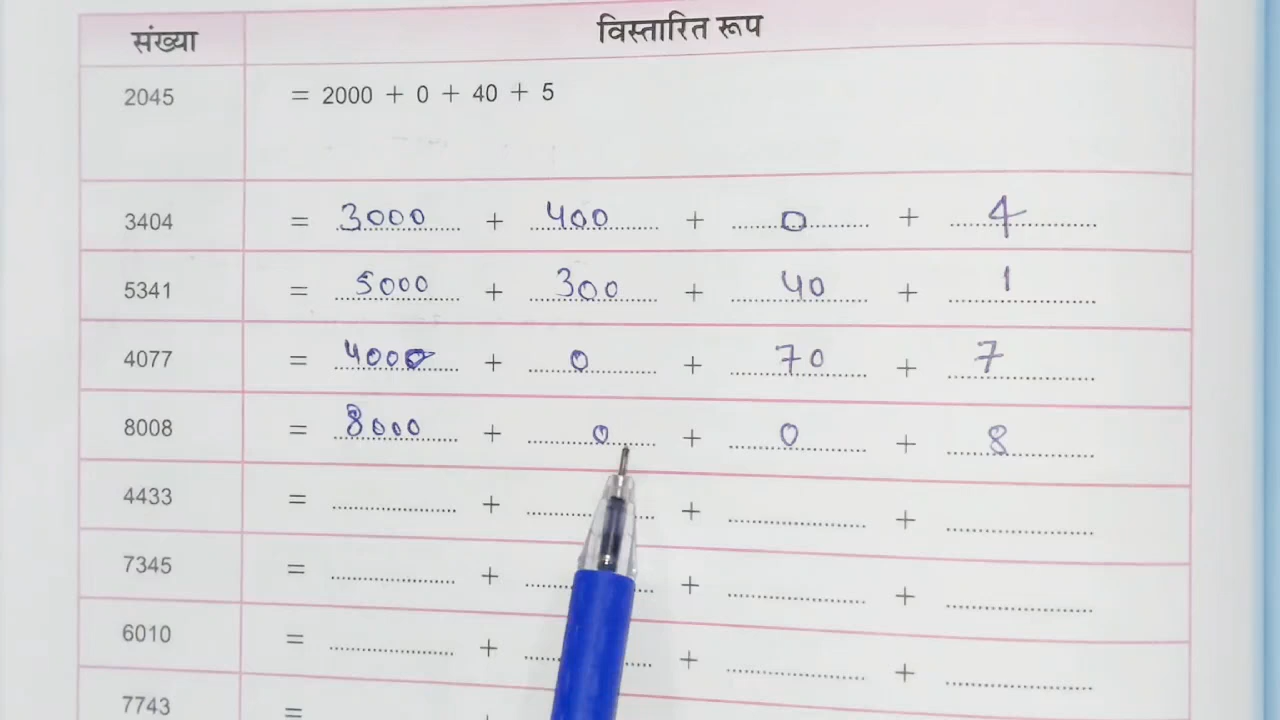 संख्या विस्तारित रूप
2045 = 2000 + 0 + 40 + 5
3404 = 3000 + 400 + 0 + 4
5341 = 5000 + 300 + 40 + 1
4077 = 4000 + 0 + 70 + 7
8008 = 8000 + 0 + 0 + 8
4433 = .................... + .................... + .................... + ....................
7345 = .................... + .................... + .................... + ....................
6010 = .................... + .................... + .................... + ....................
7743 =